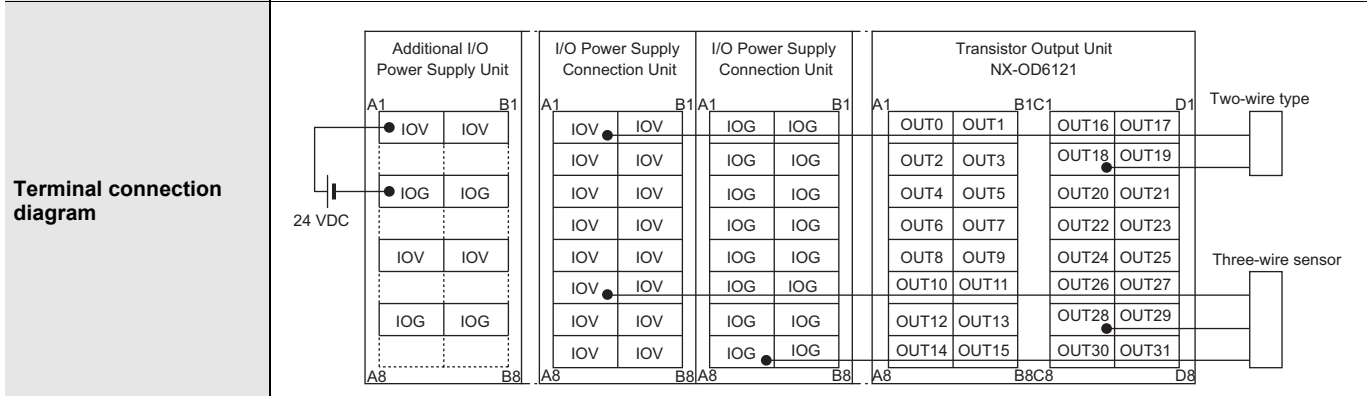 Terminal connection
diagram
24 VDC
Additional I/O
Power Supply Unit
A1 B1
IOV IOV
IOG IOG
IOV IOV
IOG IOG
A8 B8
I/O Power Supply
Connection Unit
A1 B1
IOV IOV
IOV IOV
IOV IOV
IOV IOV
IOV IOV
IOV IOV
IOV IOV
IOV IOV
A8 B8
I/O Power Supply
Connection Unit
A1 B1
IOG IOG
IOG IOG
IOG IOG
IOG IOG
IOG IOG
IOG IOG
IOG IOG
IOG IOG
A8 B8
Transistor Output Unit
NX-OD6121
A1 B1 C1 D1
OUT0 OUT1 OUT16 OUT17
OUT2 OUT3 OUT18 OUT19
OUT4 OUT5 OUT20 OUT21
OUT6 OUT7 OUT22 OUT23
OUT8 OUT9 OUT24 OUT25
OUT10 OUT11 OUT26 OUT27
OUT12 OUT13 OUT28 OUT29
OUT14 OUT15 OUT30 OUT31
A8 B8 C8 D8
Two-wire type
Three-wire sensor